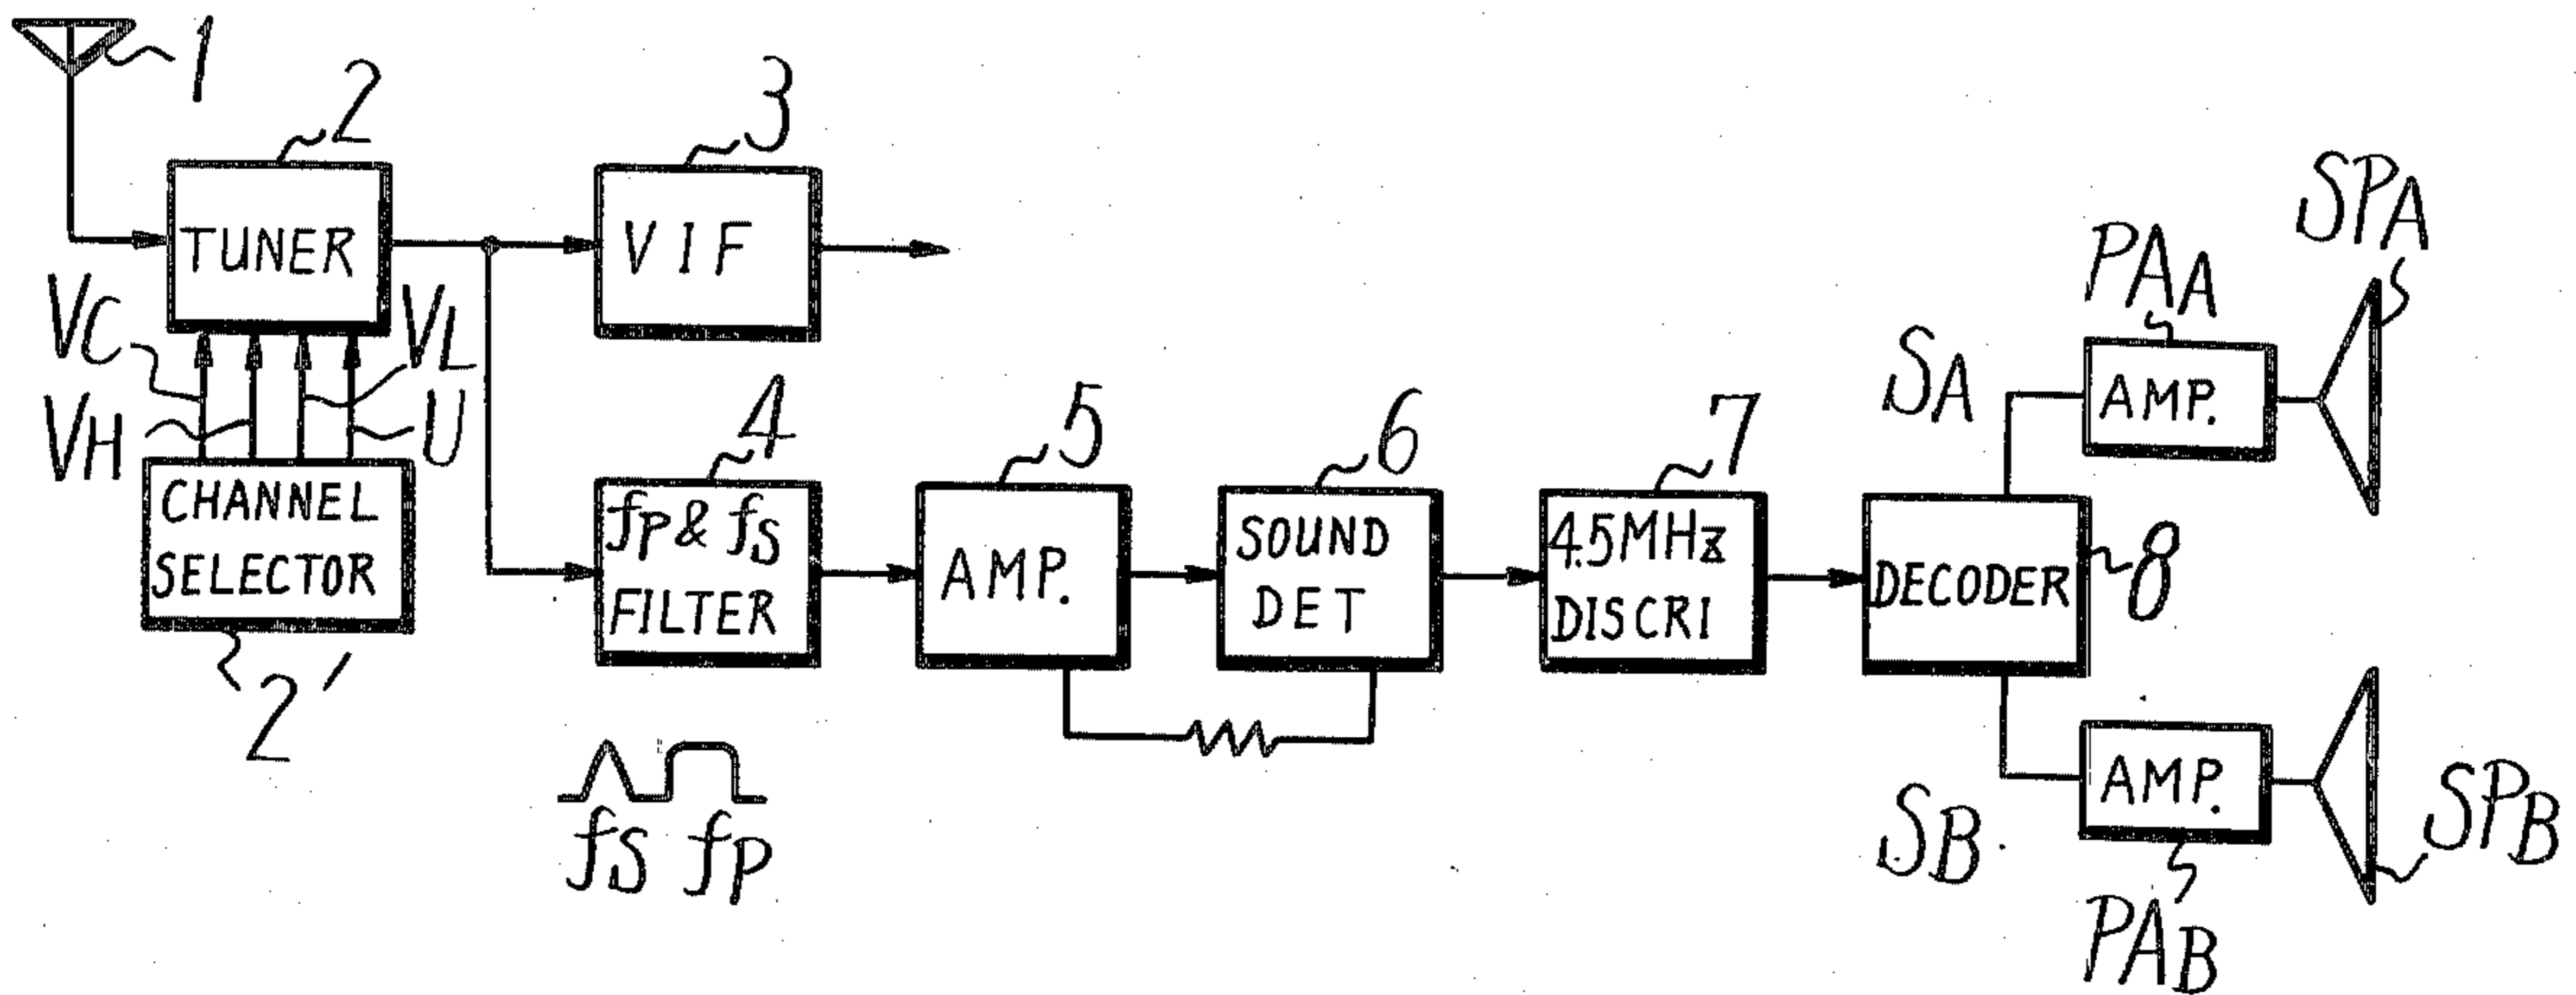 1
2
3
TUNER
VIF
VC
VL
VH
U
CHANNEL
SELECTOR
2'
4
5
6
7
fP & fS
FILTER
AMP.
SOUND
DET
4.5MHz
DISCRI
DECODER
8
SA
PAA
SPA
AMP.
SB
AMP.
PAB
SPB
fS fP